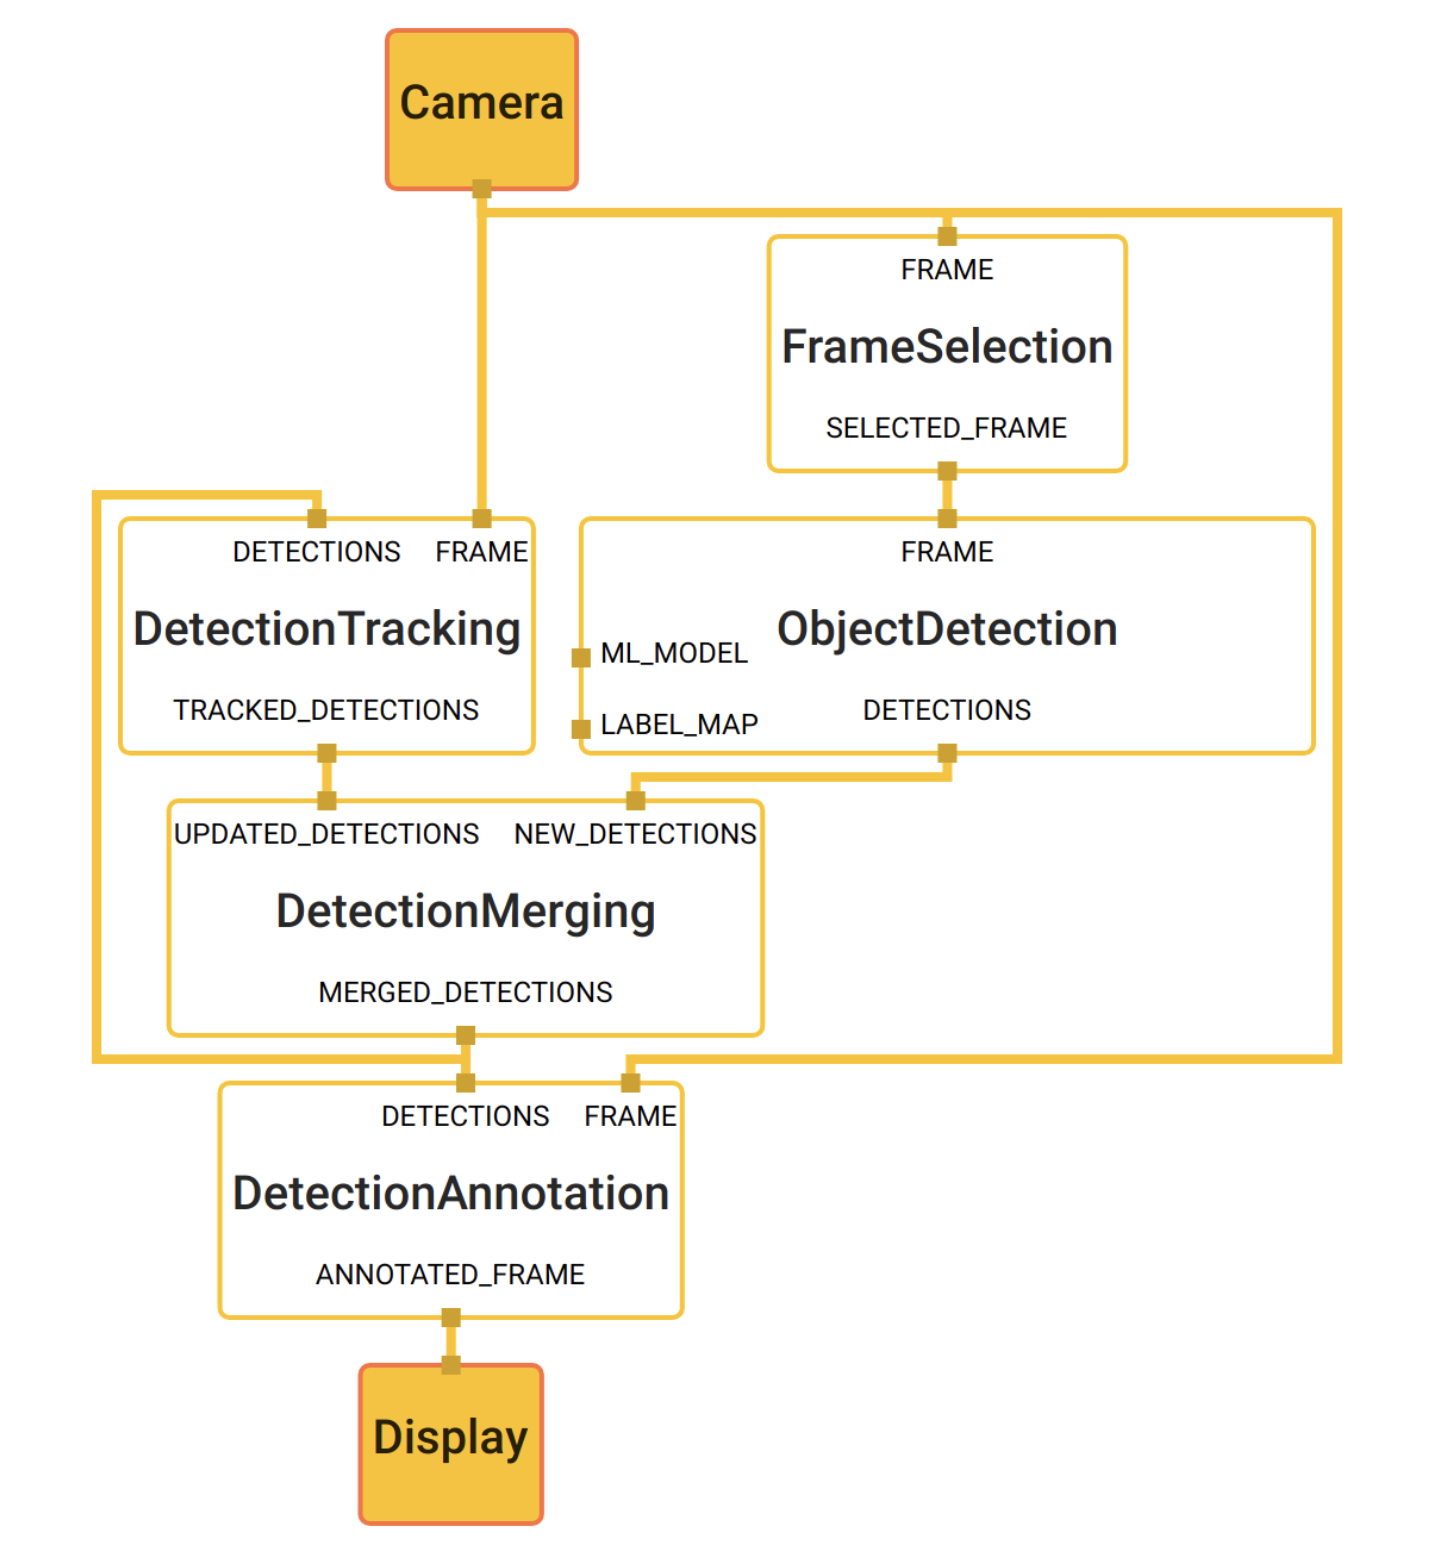 Camera
FRAME
FrameSelection
SELECTED_FRAME
DETECTIONS FRAME
DetectionTracking
TRACKED_DETECTIONS
FRAME
ObjectDetection
ML_MODEL
LABEL_MAP
DETECTIONS
UPDATED_DETECTIONS NEW_DETECTIONS
DetectionMerging
MERGED_DETECTIONS
DETECTIONS FRAME
DetectionAnnotation
ANNOTATED_FRAME
Display